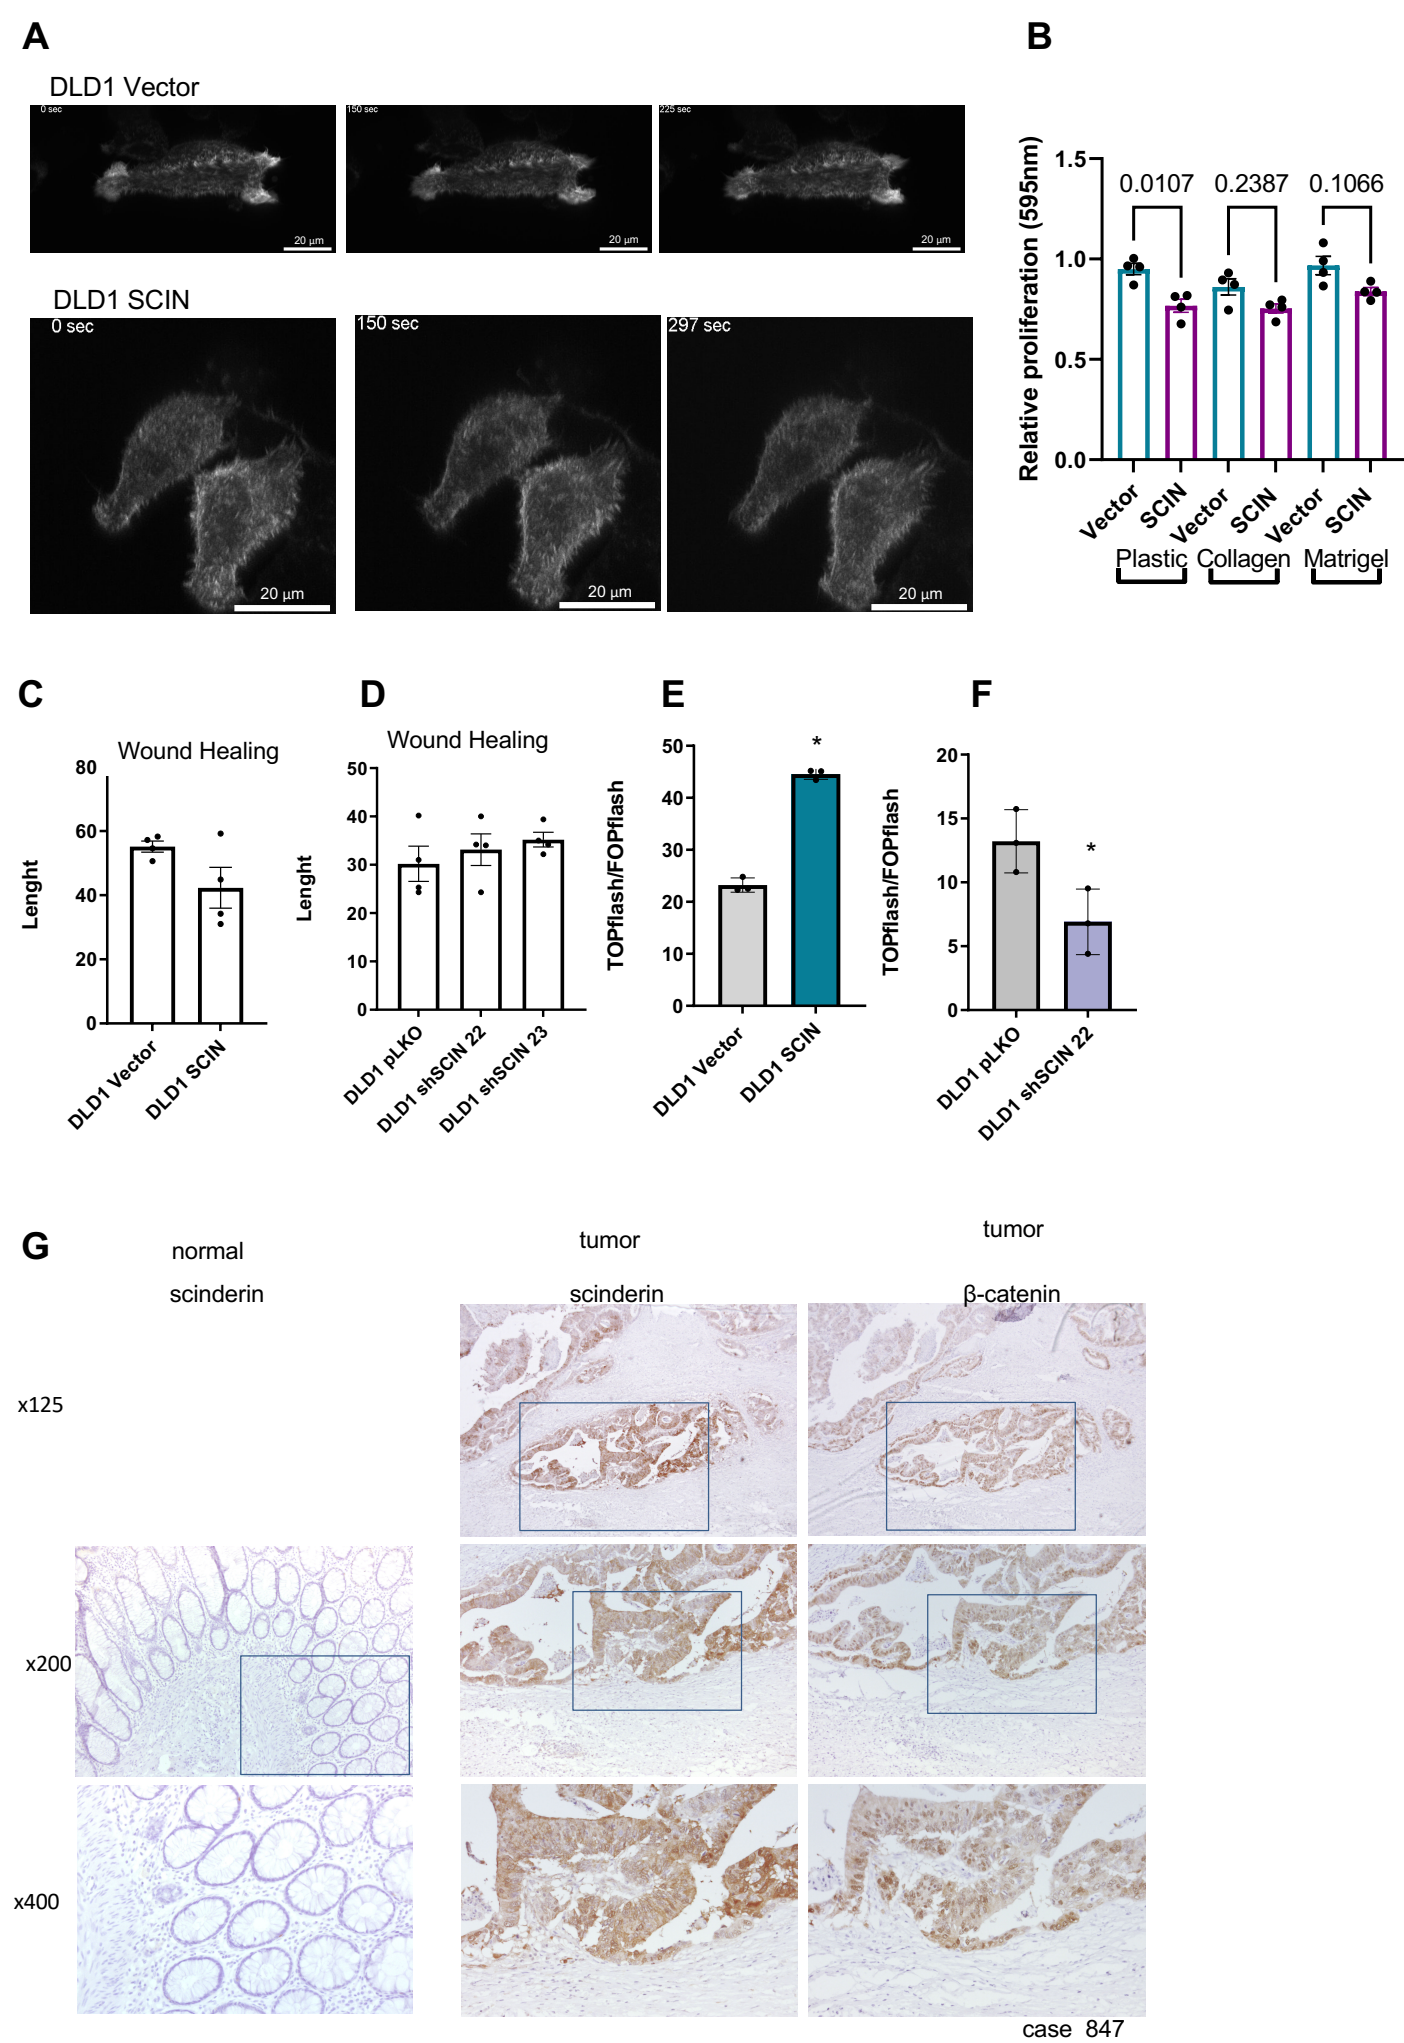 A
DLD1 Vector
0 sec
150 sec
225 sec
20 µm
20 µm
20 µm
DLD1 SCIN
0 sec
150 sec
297 sec
20 µm
20 µm
20 µm
B
Relative proliferation (595nm)
1.5
1.0
0.5
0.0
0.0107
0.2387
0.1066
Vector
SCIN
Vector
SCIN
Vector
SCIN
Plastic
Collagen
Matrigel
C
Wound Healing
Lenght
80
60
40
20
0
DLD1 Vector
DLD1 SCIN
D
Wound Healing
Lenght
50
40
30
20
10
0
DLD1 pLKO
DLD1 shSCIN 22
DLD1 shSCIN 23
E
TOPflash/FOPflash
50
40
30
20
10
0
*
DLD1 Vector
DLD1 SCIN
F
TOPflash/FOPflash
20
15
10
5
0
*
DLD1 pLKO
DLD1 shSCIN 22
G
normal
scinderin
tumor
scinderin
tumor
β-catenin
x125
x200
x400
case 847